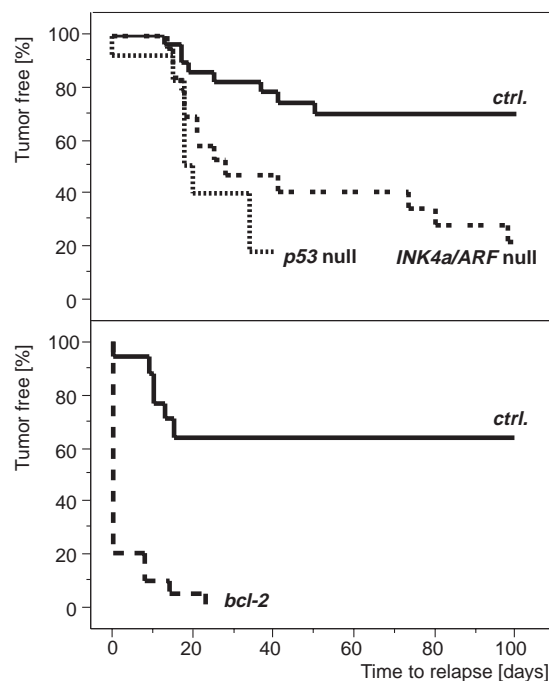 Tumor free [%]
100
80
60
40
20
0
ctrl.
p53 null
INK4a/ARF null
Tumor free [%]
100
80
60
40
20
0
ctrl.
bcl-2
0 20 40 60 80 100
Time to relapse [days]